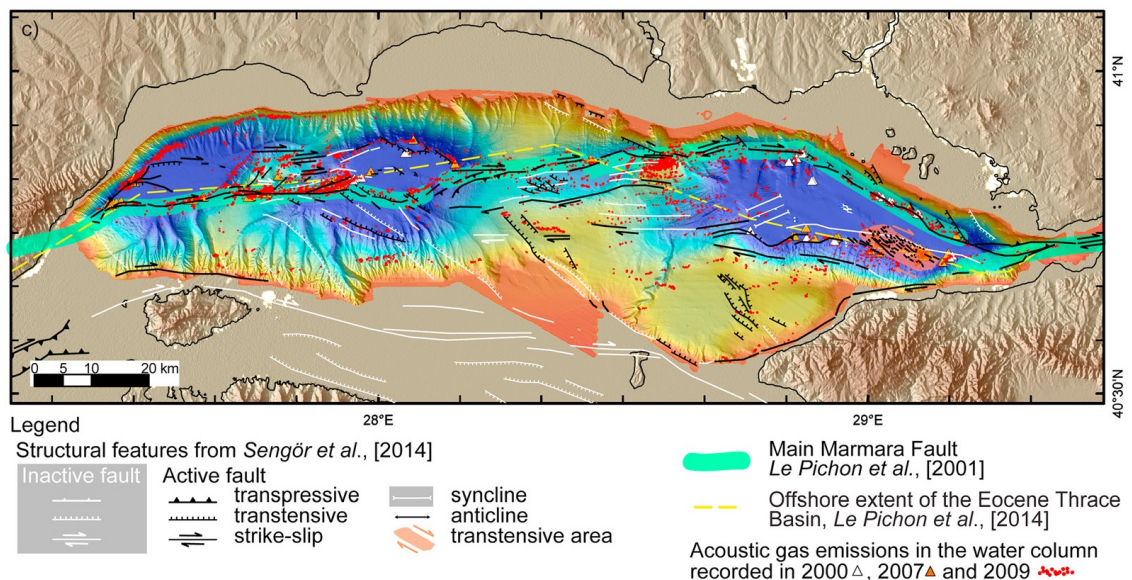 c)
41°N
40°30'N
0 5 10 20 km
28°E
29°E
Legend
Structural features from Sengör et al., [2014]
Inactive fault
Active fault
transpressive
transtensive
strike-slip
syncline
anticline
transtensive area
Main Marmara Fault
Le Pichon et al., [2001]
Offshore extent of the Eocene Thrace
Basin, Le Pichon et al., [2014]
Acoustic gas emissions in the water column
recorded in 2000 , 2007 and 2009